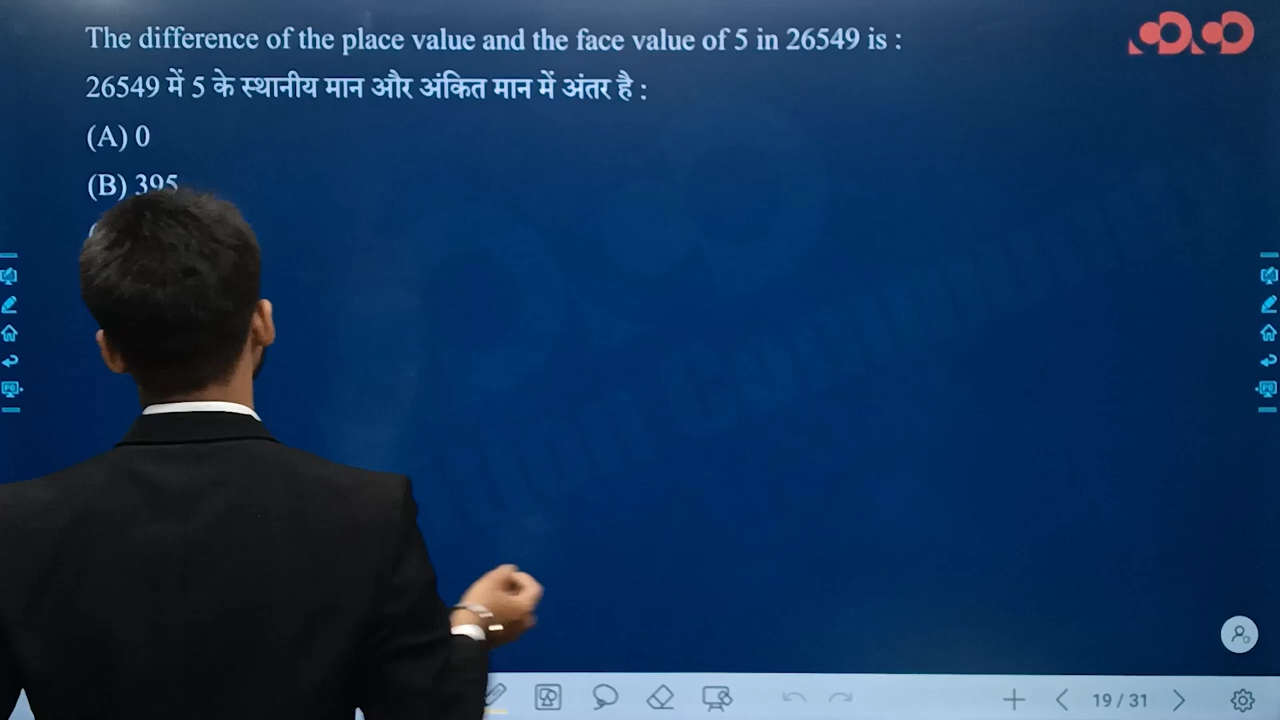 The difference of the place value and the face value of 5 in 26549 is :
26549 में 5 के स्थानीय मान और अंकित मान में अंतर है :
(A) 0
(B) 395
19 / 31